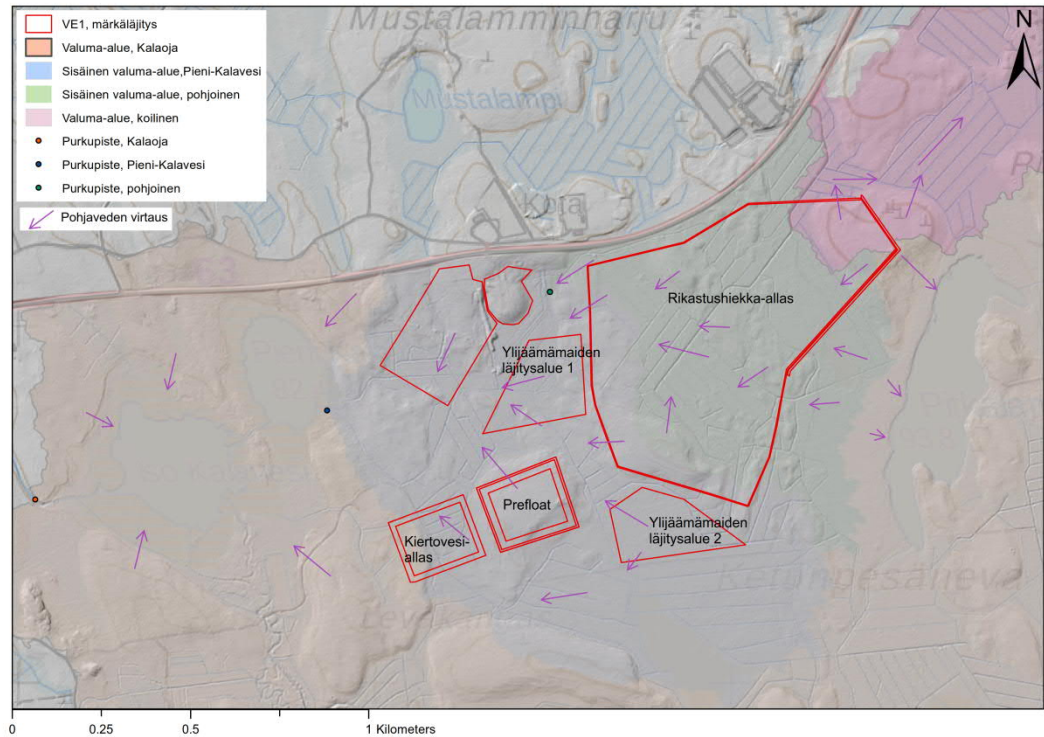 VE1, märkäläjitys
Valuma-alue, Kalaoja
Sisäinen valuma-alue,Pieni-Kalavesi
Sisäinen valuma-alue, pohjoinen
Valuma-alue, koilinen
Purkupiste, Kalaoja
Purkupiste, Pieni-Kalavesi
Purkupiste, pohjoinen
Pohjaveden virtaus
Mustalamminharju
N
Mustalampi
Koja
Rikastushiekka-allas
Ylijäämämaiden
läjitysalue 1
Prefloat
Kiertovesi-
allas
Ylijäämämaiden
läjitysalue 2
0
0.25
0.5
1 Kilometers